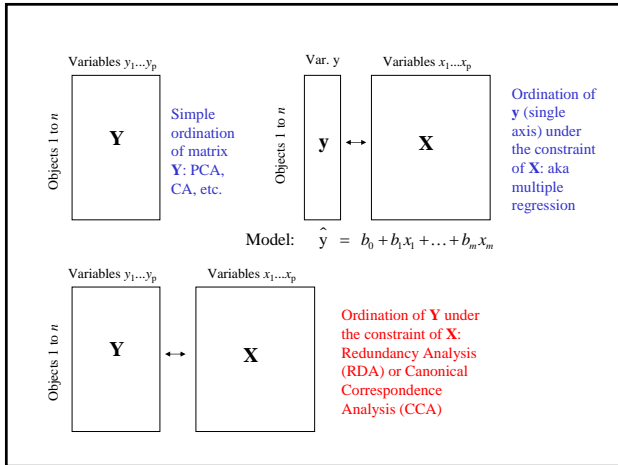 Variables y₁...yₚ
Objects 1 to n
Y
Simple
ordination
of matrix
Y: PCA,
CA, etc.
Var. y
Variables x₁...xₚ
Objects 1 to n
y
X
Ordination of
y (single
axis) under
the constraint
of X: aka
multiple
regression
Model: ŷ = b₀ + b₁x₁ + … + bₘxₘ
Variables y₁...yₚ
Variables x₁...xₚ
Objects 1 to n
Y
X
Ordination of Y under
the constraint of X:
Redundancy Analysis
(RDA) or Canonical
Correspondence
Analysis (CCA)